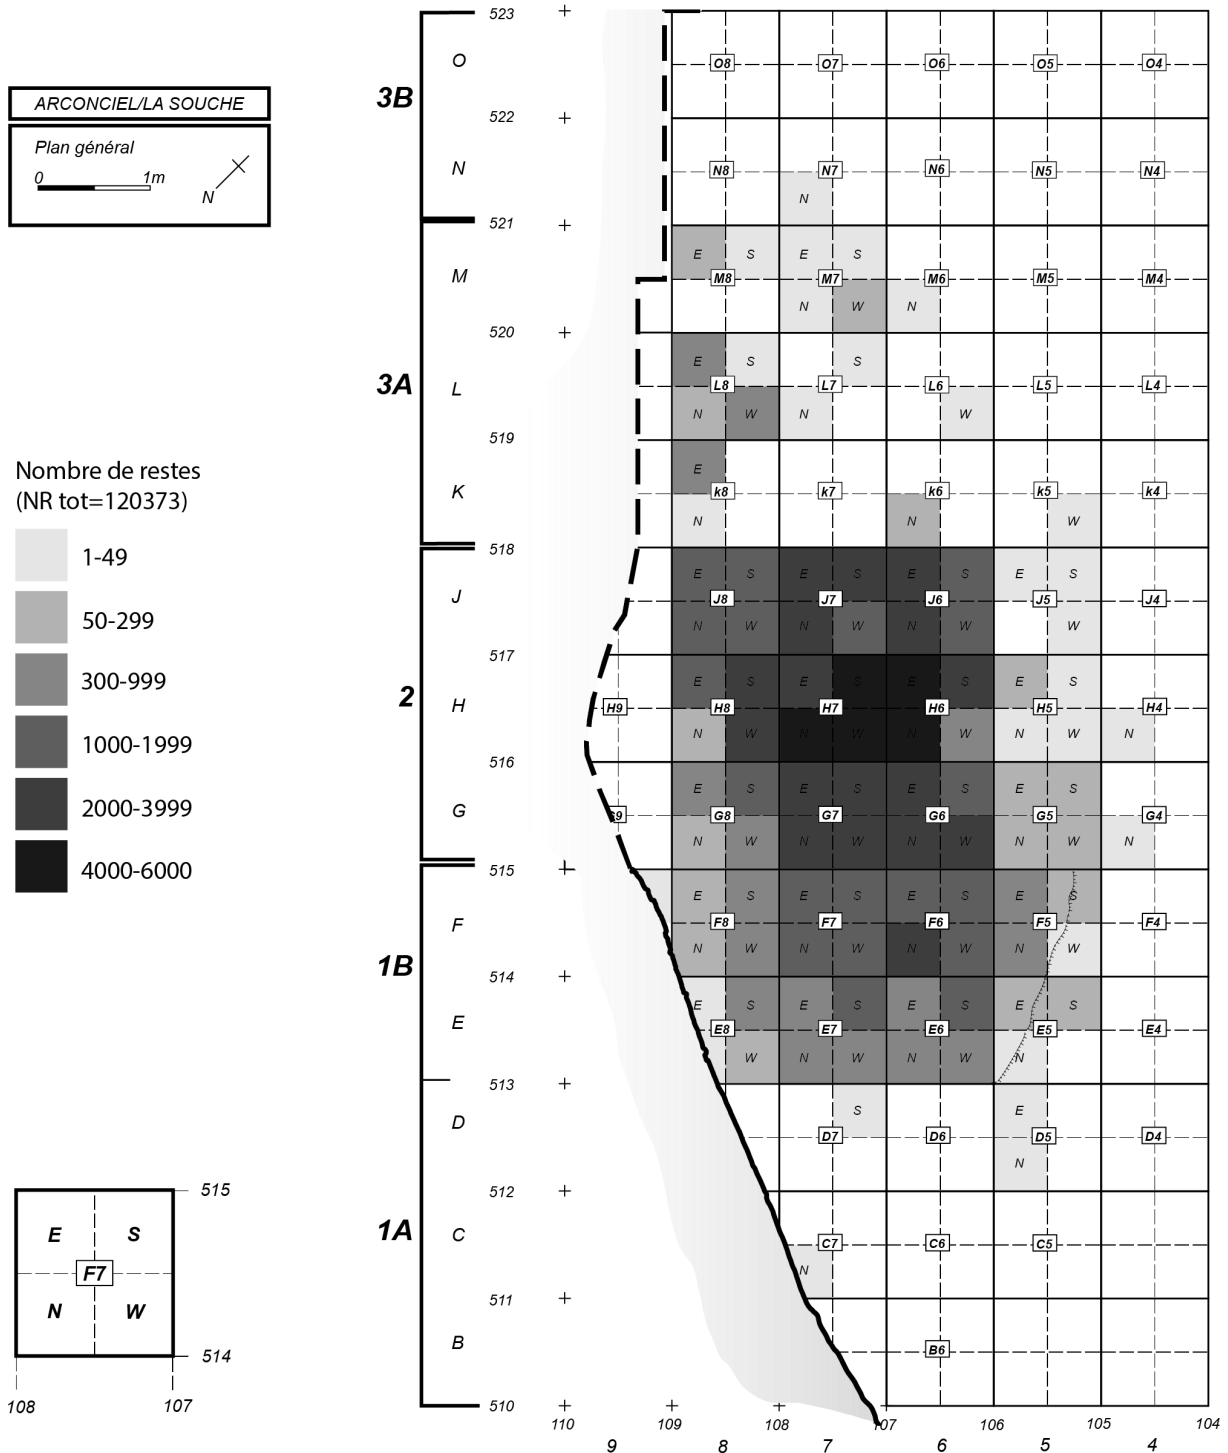 ARCONCIEL/LA SOUCHE
Plan général
0 1m
N
Nombre de restes
(NR tot=120373)
1-49
50-299
300-999
1000-1999
2000-3999
4000-6000
E S
F7
N W
515
514
108 107
3B
3A
2
1B
1A
O
N
M
L
K
J
H
G
F
E
D
C
B
523
522
521
520
519
518
517
516
515
514
513
512
511
510
O8 O7 O6 O5 O4
N8 N7 N6 N5 N4
N
E S E S
M8 M7 M6 M5 M4
N W N
E S S
L8 L7 L6 L5 L4
N W N W
E
k8 k7 k6 k5 k4
N N W
E S E S E S E S
J8 J7 J6 J5 J4
N W N W N W W
E S E S E S E S
H9 H8 H7 H6 H5 H4
N W N W N W N W N
E S E S E S E S
G9 G8 G7 G6 G5 G4
N W N W N W N W N
E S E S E S E S
F8 F7 F6 F5 F4
N W N W N W N W
E S E S E S E S
E8 E7 E6 E5 E4
W N W N W N
S E
D7 D6 D5 D4
N
C7 C6 C5
N
B6
110 109 108 107 106 105 104
9 8 7 6 5 4